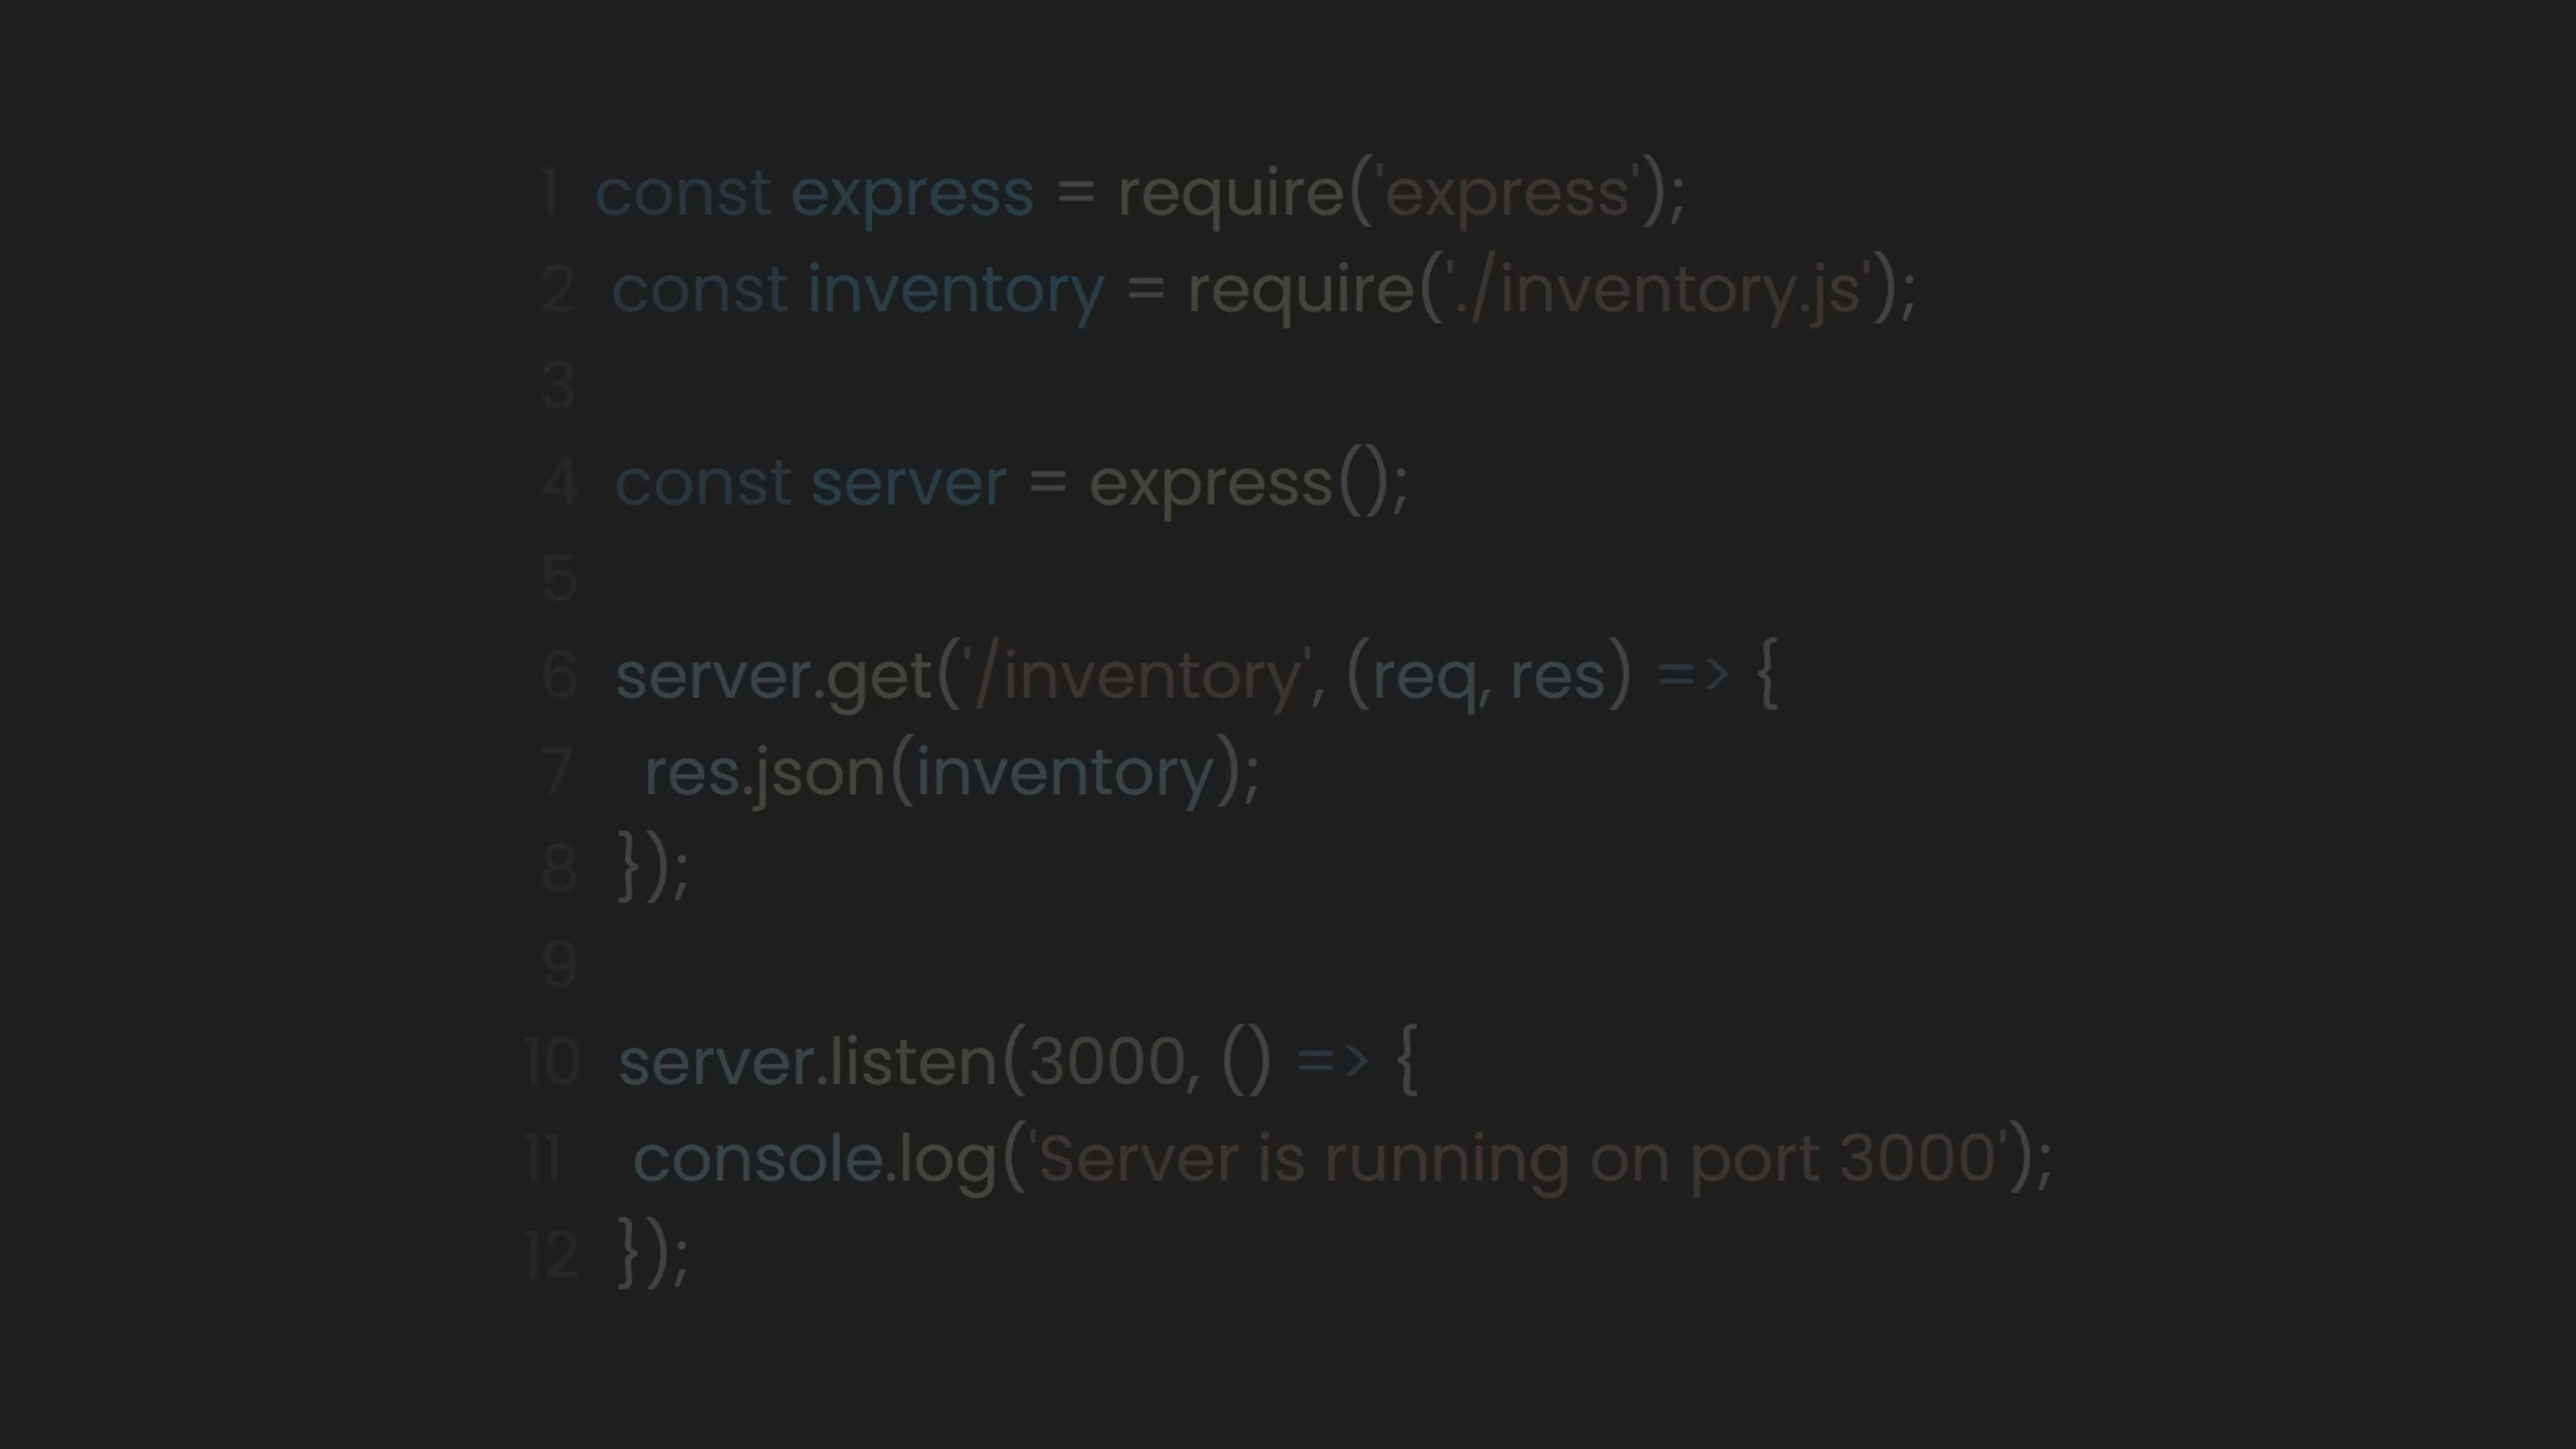 1 const express = require('express');
2 const inventory = require('./inventory.js');
3
4 const server = express();
5
6 server.get('/inventory', (req, res) => {
7 res.json(inventory);
8 });
9
10 server.listen(3000, () => {
11 console.log('Server is running on port 3000');
12 });